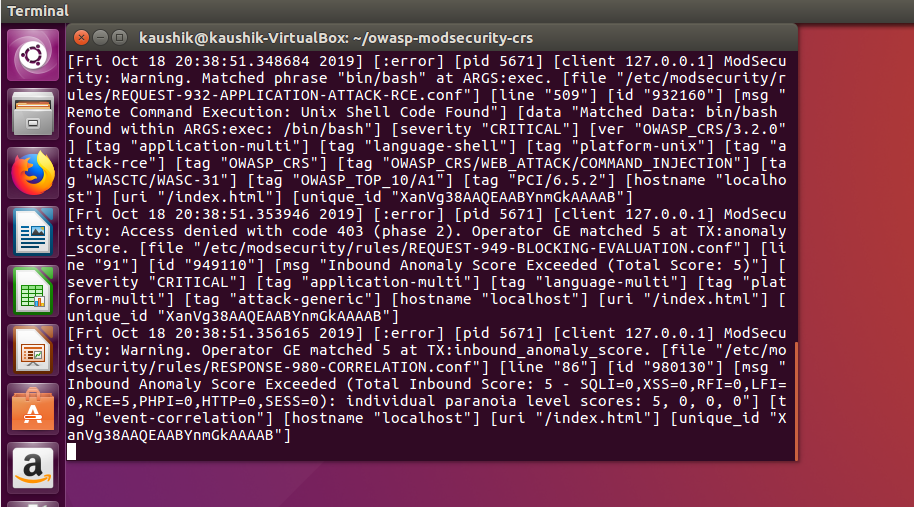 Terminal
kaushik@kaushik-VirtualBox: ~/owasp-modsecurity-crs
[Fri Oct 18 20:38:51.348684 2019] [:error] [pid 5671] [client 127.0.0.1] ModSec
urity: Warning. Matched phrase "bin/bash" at ARGS:exec. [file "/etc/modsecurity/r
ules/REQUEST-932-APPLICATION-ATTACK-RCE.conf"] [line "509"] [id "932160"] [msg "
Remote Command Execution: Unix Shell Code Found"] [data "Matched Data: bin/bash 
found within ARGS:exec: /bin/bash"] [severity "CRITICAL"] [ver "OWASP_CRS/3.2.0"
] [tag "application-multi"] [tag "language-shell"] [tag "platform-unix"] [tag "a
ttack-rce"] [tag "OWASP_CRS"] [tag "OWASP_CRS/WEB_ATTACK/COMMAND_INJECTION"] [ta
g "WASCTC/WASC-31"] [tag "OWASP_TOP_10/A1"] [tag "PCI/6.5.2"] [hostname "localho
st"] [uri "/index.html"] [unique_id "XanVg38AAQEAABYnmGkAAAAB"]
[Fri Oct 18 20:38:51.353946 2019] [:error] [pid 5671] [client 127.0.0.1] ModSecu
rity: Access denied with code 403 (phase 2). Operator GE matched 5 at TX:anomaly
_score. [file "/etc/modsecurity/rules/REQUEST-949-BLOCKING-EVALUATION.conf"] [li
ne "91"] [id "949110"] [msg "Inbound Anomaly Score Exceeded (Total Score: 5)"] [
severity "CRITICAL"] [tag "application-multi"] [tag "language-multi"] [tag "plat
form-multi"] [tag "attack-generic"] [hostname "localhost"] [uri "/index.html"] [
unique_id "XanVg38AAQEAABYnmGkAAAAB"]
[Fri Oct 18 20:38:51.356165 2019] [:error] [pid 5671] [client 127.0.0.1] ModSecu
rity: Warning. Operator GE matched 5 at TX:inbound_anomaly_score. [file "/etc/mo
dsecurity/rules/RESPONSE-980-CORRELATION.conf"] [line "86"] [id "980130"] [msg "
Inbound Anomaly Score Exceeded (Total Inbound Score: 5 - SQLI=0,XSS=0,RFI=0,LFI=
0,RCE=5,PHPI=0,HTTP=0,SESS=0): individual paranoia level scores: 5, 0, 0, 0"] [t
ag "event-correlation"] [hostname "localhost"] [uri "/index.html"] [unique_id "X
anVg38AAQEAABYnmGkAAAAB"]